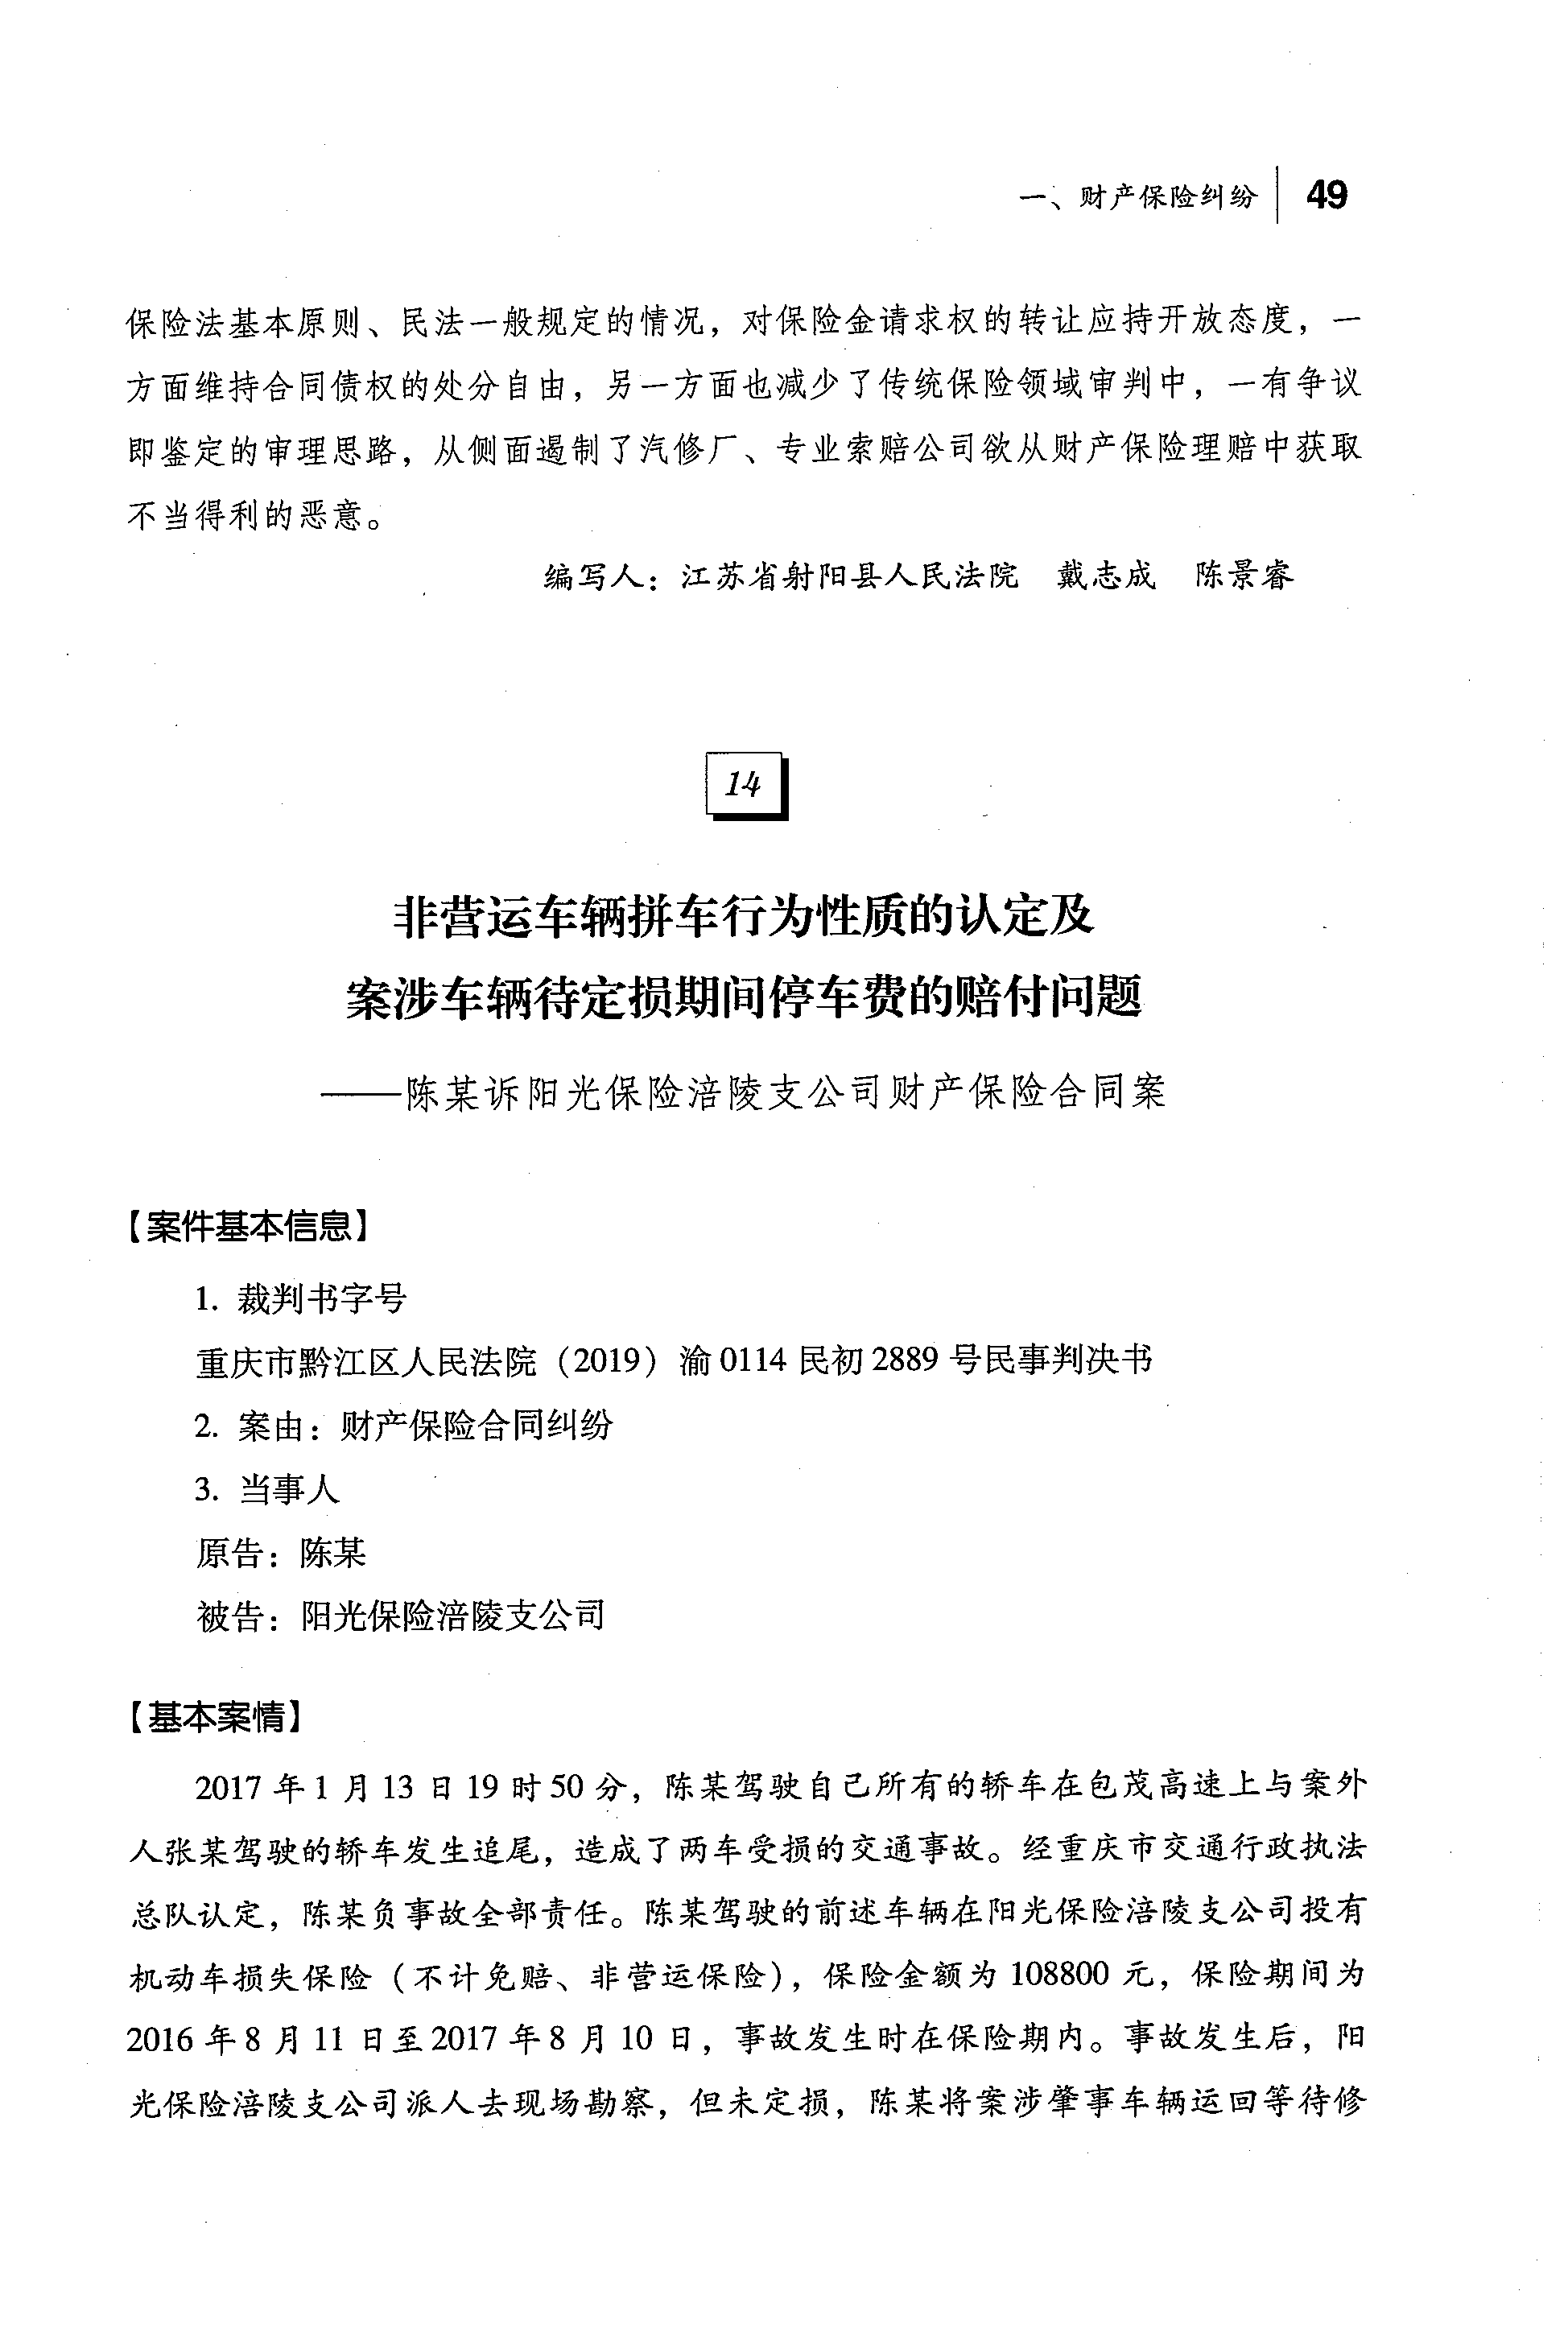 一、财产保险纠纷 49
保险法基本原则、民法一般规定的情况，对保险金请求权的转让应持开放态度，一
方面维持合同债权的处分自由，另一方面也减少了传统保险领域审判中，一有争议
即鉴定的审理思路，从侧面遏制了汽修厂、专业索赔公司欲从财产保险理赔中获取
不当得利的恶意。
编写人：江苏省射阳县人民法院　戴志成　陈景睿
14
非营运车辆拼车行为性质的认定及
案涉车辆待定损期间停车费的赔付问题
——陈某诉阳光保险涪陵支公司财产保险合同案
【案件基本信息】
1. 裁判书字号
重庆市黔江区人民法院（2019）渝0114民初2889号民事判决书
2. 案由：财产保险合同纠纷
3. 当事人
原告：陈某
被告：阳光保险涪陵支公司
【基本案情】
2017年1月13日19时50分，陈某驾驶自己所有的轿车在包茂高速上与案外
人张某驾驶的轿车发生追尾，造成了两车受损的交通事故。经重庆市交通行政执法
总队认定，陈某负事故全部责任。陈某驾驶的前述车辆在阳光保险涪陵支公司投有
机动车损失保险（不计免赔、非营运保险），保险金额为108800元，保险期间为
2016年8月11日至2017年8月10日，事故发生时在保险期内。事故发生后，阳
光保险涪陵支公司派人去现场勘察，但未定损，陈某将案涉肇事车辆运回等待修